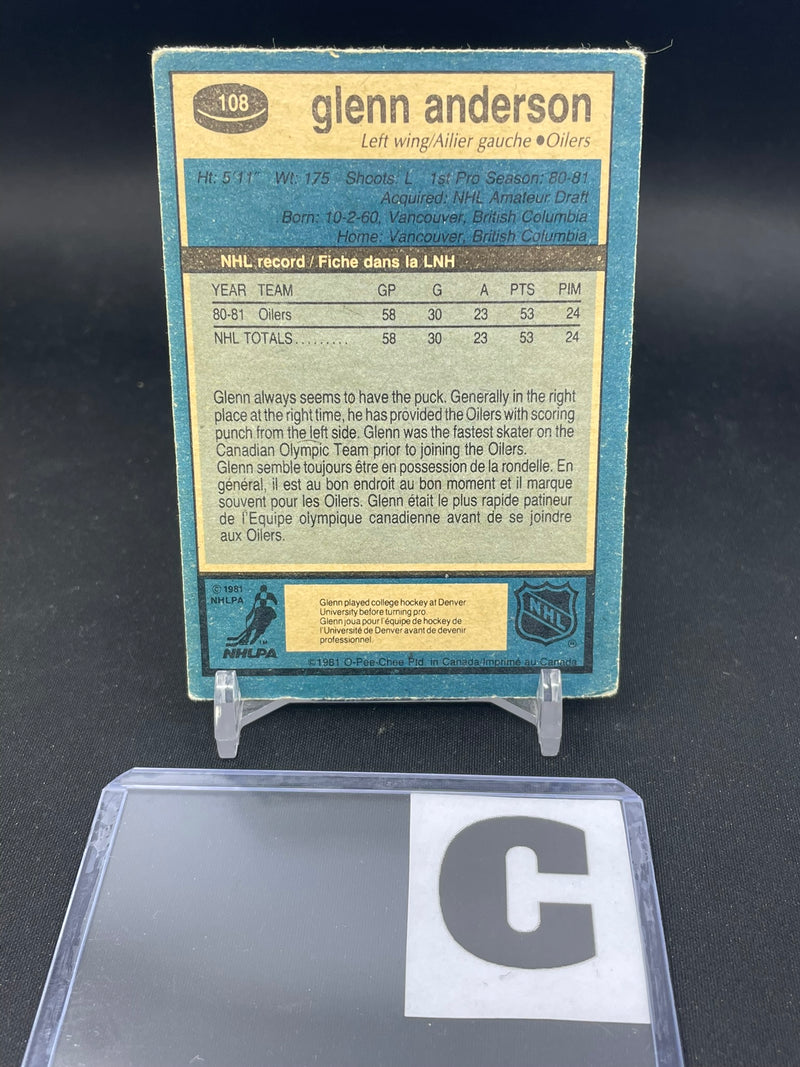 108
glenn anderson
Left wing/Ailier gauche •Oilers
Ht: 5'11" Wt: 175 Shoots: L 1st Pro Season: 80-81
Acquired: NHL Amateur Draft
Born: 10-2-60, Vancouver, British Columbia
Home: Vancouver, British Columbia
NHL record / Fiche dans la LNH
YEAR TEAM GP G A PTS PIM
80-81 Oilers 58 30 23 53 24
NHL TOTALS......... 58 30 23 53 24
Glenn always seems to have the puck. Generally in the right
place at the right time, he has provided the Oilers with scoring
punch from the left side. Glenn was the fastest skater on the
Canadian Olympic Team prior to joining the Oilers.
Glenn semble toujours être en possession de la rondelle. En
général, il est au bon endroit au bon moment et il marque
souvent pour les Oilers. Glenn était le plus rapide patineur
de l'Equipe olympique canadienne avant de se joindre
aux Oilers.
© 1981
NHLPA
NHLPA
TM
Glenn played college hockey at Denver
University before turning pro.
Glenn joua pour l'équipe de hockey de
l'Université de Denver avant de devenir
professionnel.
NHL
®
© 1981 O-Pee-Chee Ptd. in Canada-Imprimé au Canada
C